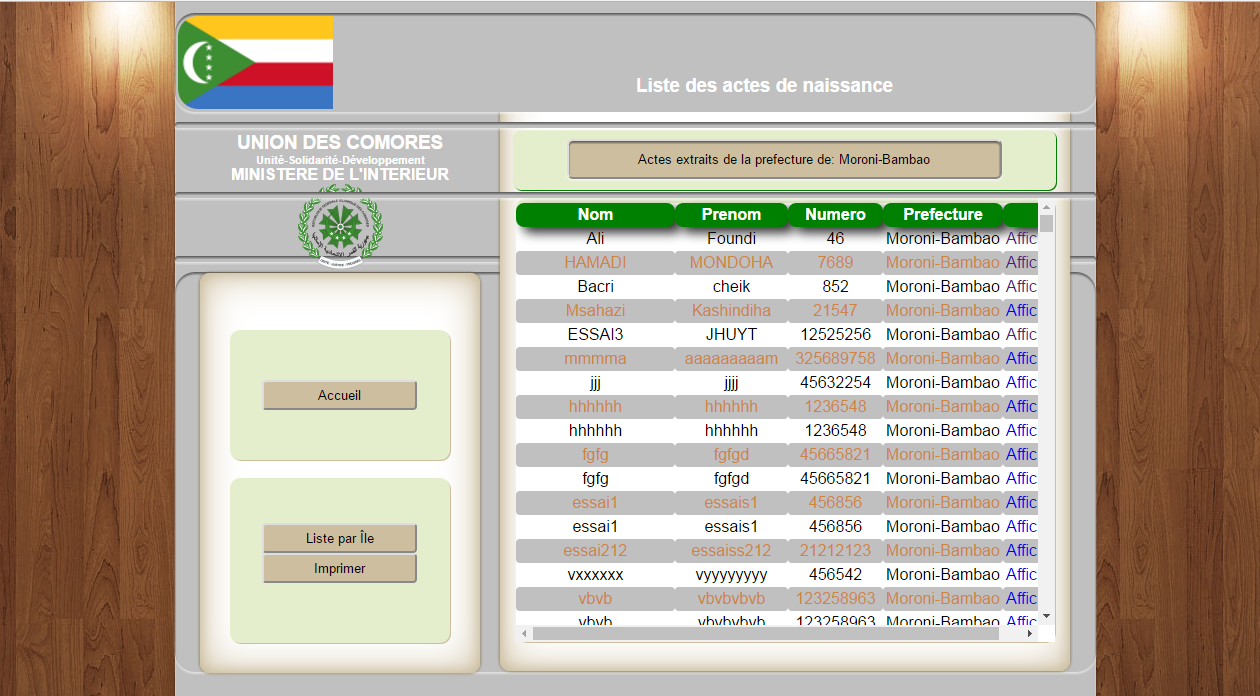 Liste des actes de naissance
UNION DES COMORES
Unité-Solidarité-Développement
MINISTERE DE L'INTERIEUR
Accueil
Liste par Île
Imprimer
Actes extraits de la prefecture de: Moroni-Bambao
Nom Prenom Numero Prefecture
Ali Foundi 46 Moroni-Bambao Affic
HAMADI MONDOHA 7689 Moroni-Bambao Affic
Bacri cheik 852 Moroni-Bambao Affic
Msahazi Kashindiha 21547 Moroni-Bambao Affic
ESSAI3 JHUYT 12525256 Moroni-Bambao Affic
mmmma aaaaaaaaam 325689758 Moroni-Bambao Affic
jjj jjjj 45632254 Moroni-Bambao Affic
hhhhhh hhhhhh 1236548 Moroni-Bambao Affic
hhhhhh hhhhhh 1236548 Moroni-Bambao Affic
fgfg fgfgd 45665821 Moroni-Bambao Affic
fgfg fgfgd 45665821 Moroni-Bambao Affic
essai1 essais1 456856 Moroni-Bambao Affic
essai1 essais1 456856 Moroni-Bambao Affic
essai212 essaiss212 21212123 Moroni-Bambao Affic
vxxxxxx vyyyyyyyy 456542 Moroni-Bambao Affic
vbvb vbvbvbvb 123258963 Moroni-Bambao Affic
vbvb vbvbvbvb 123258963 Moroni-Bambao Affic